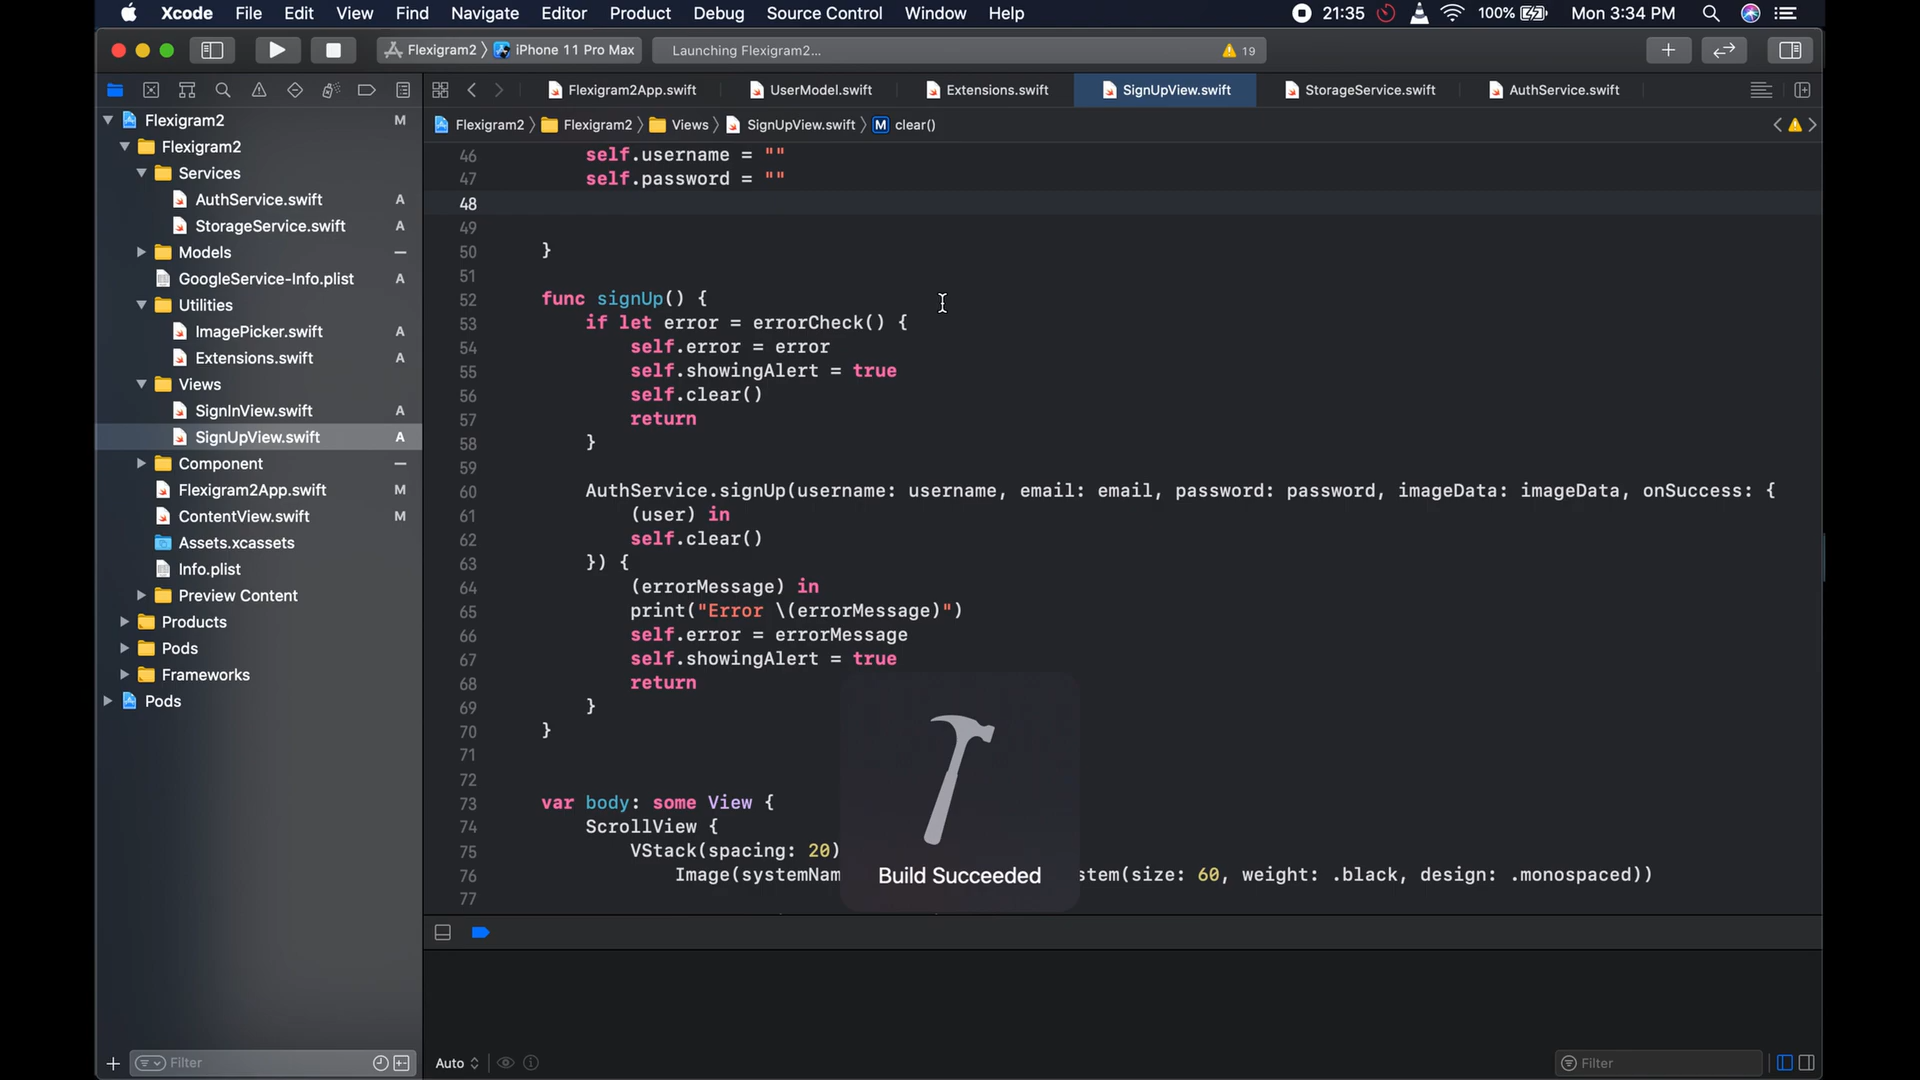 Xcode File Edit View Find Navigate Editor Product Debug Source Control Window Help 21:35 100% Mon 3:34 PM
Flexigram2 iPhone 11 Pro Max Launching Flexigram2... 19
Flexigram2App.swift UserModel.swift Extensions.swift SignUpView.swift StorageService.swift AuthService.swift
Flexigram2 Flexigram2 Views SignUpView.swift M clear()
Flexigram2 M
Flexigram2
Services
AuthService.swift A
StorageService.swift A
Models
GoogleService-Info.plist A
Utilities
ImagePicker.swift A
Extensions.swift A
Views
SignInView.swift A
SignUpView.swift A
Component
Flexigram2App.swift M
ContentView.swift M
Assets.xcassets
Info.plist
Preview Content
Products
Pods
Frameworks
Pods
46 self.username = ""
47 self.password = ""
48
49
50 }
51
52 func signUp() {
53 if let error = errorCheck() {
54 self.error = error
55 self.showingAlert = true
56 self.clear()
57 return
58 }
59
60 AuthService.signUp(username: username, email: email, password: password, imageData: imageData, onSuccess: {
61 (user) in
62 self.clear()
63 }) {
64 (errorMessage) in
65 print("Error \(errorMessage)")
66 self.error = errorMessage
67 self.showingAlert = true
68 return
69 }
70 }
71
72
73 var body: some View {
74 ScrollView {
75 VStack(spacing: 20)
76 Image(systemNam stem(size: 60, weight: .black, design: .monospaced))
77
Build Succeeded
Filter Auto Filter